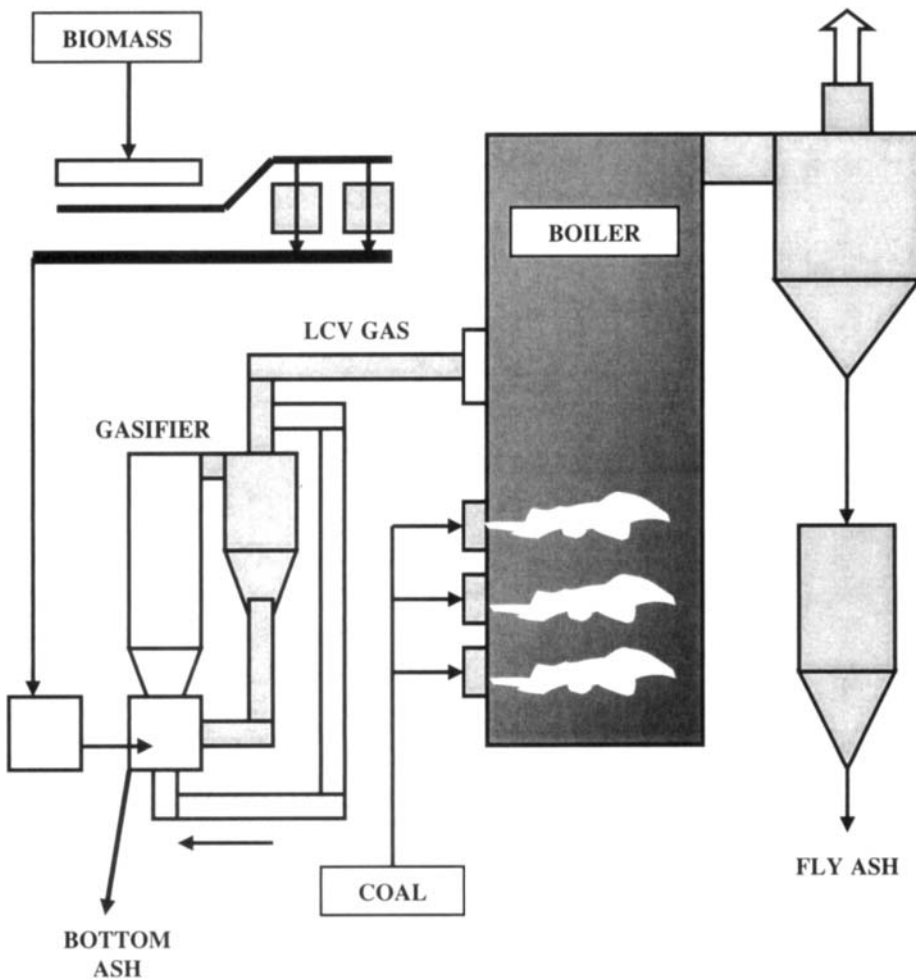 BIOMASS
BOILER
LCV GAS
GASIFIER
COAL
FLY ASH
BOTTOM
ASH